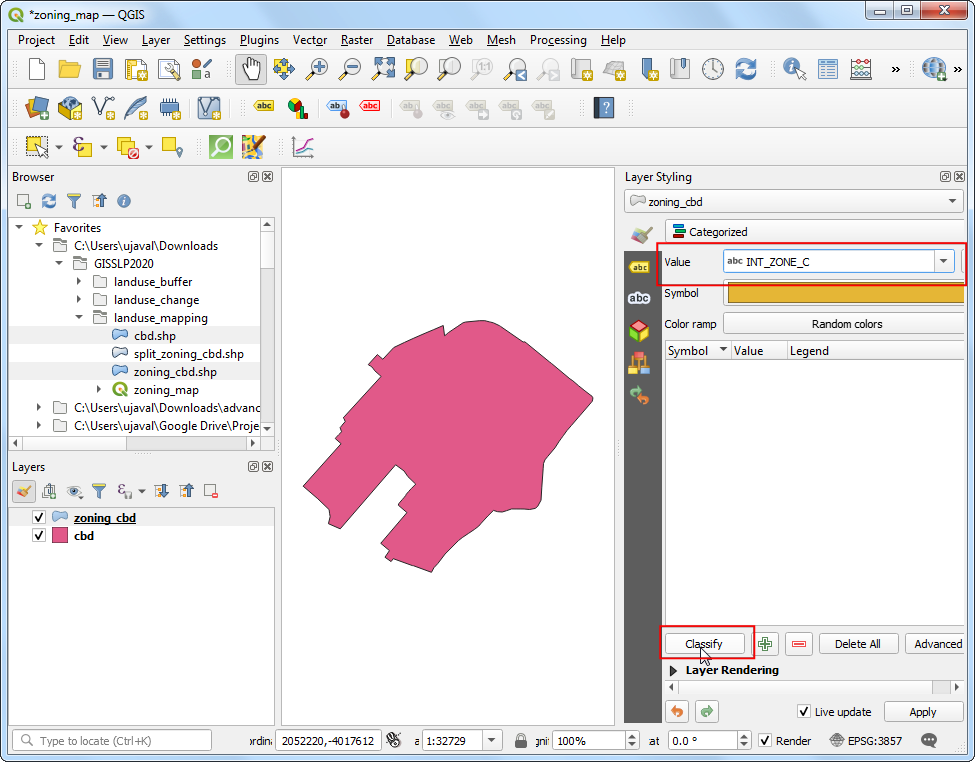 *zoning_map — QGIS
Project Edit View Layer Settings Plugins Vector Raster Database Web Mesh Processing Help
Browser
Favorites
C:\Users\ujaval\Downloads
GISSLP2020
landuse_buffer
landuse_change
landuse_mapping
cbd.shp
split_zoning_cbd.shp
zoning_cbd.shp
zoning_map
C:\Users\ujaval\Downloads\advanc
C:\Users\ujaval\Google Drive\Proje
Layers
zoning_cbd
cbd
Layer Styling
zoning_cbd
Categorized
Value abc INT_ZONE_C
Symbol
Color ramp Random colors
Symbol Value Legend
Classify Delete All Advanced
Layer Rendering
Live update Apply
Type to locate (Ctrl+K) ordina 2052220,-4017612 a 1:32729 gni 100% at 0.0 ° Render EPSG:3857